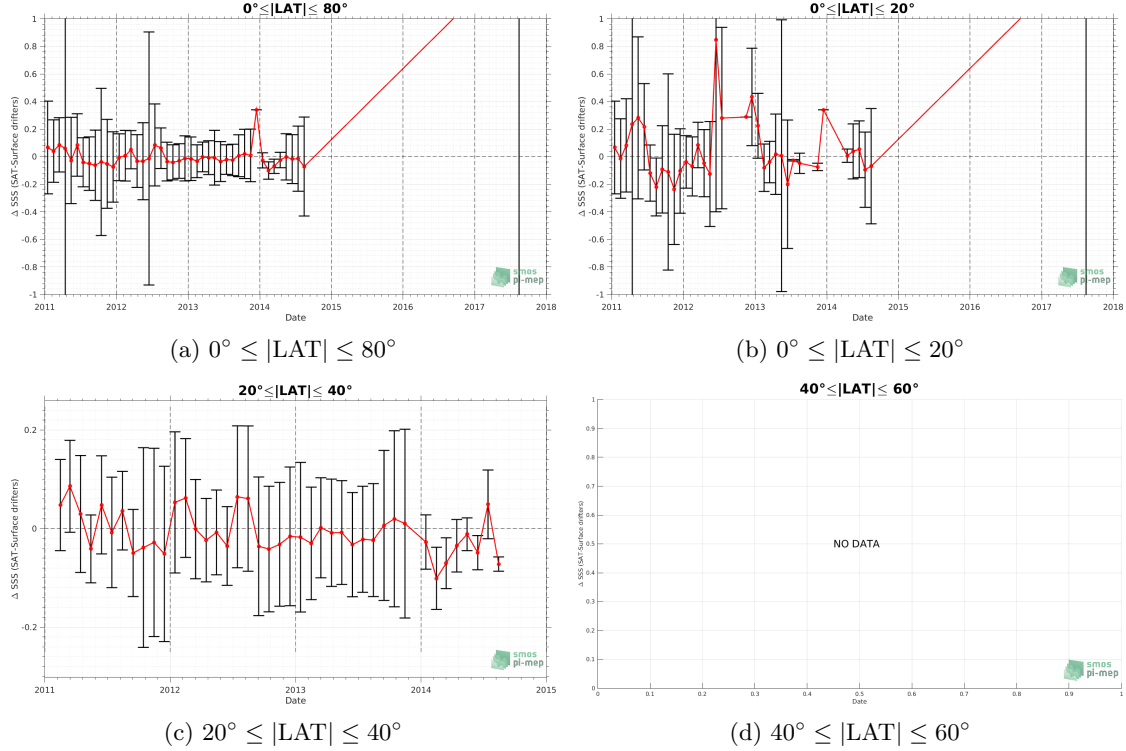 0°≤|LAT|≤ 80°
Δ SSS (SAT-Surface drifters)
1
0.8
0.6
0.4
0.2
0
-0.2
-0.4
-0.6
-0.8
-1
2011 2012 2013 2014 2015 2016 2017 2018
Date
smos
pi-mep
(a) 0° ≤ |LAT| ≤ 80°
0°≤|LAT|≤ 20°
Δ SSS (SAT-Surface drifters)
1
0.8
0.6
0.4
0.2
0
-0.2
-0.4
-0.6
-0.8
-1
2011 2012 2013 2014 2015 2016 2017 2018
Date
smos
pi-mep
(b) 0° ≤ |LAT| ≤ 20°
20°≤|LAT|≤ 40°
Δ SSS (SAT-Surface drifters)
0.2
0
-0.2
2011 2012 2013 2014 2015
Date
smos
pi-mep
(c) 20° ≤ |LAT| ≤ 40°
40°≤|LAT|≤ 60°
Δ SSS (SAT-Surface drifters)
1
0.9
0.8
0.7
0.6
0.5
0.4
0.3
0.2
0.1
0
NO DATA
0 0.1 0.2 0.3 0.4 0.5 0.6 0.7 0.8 0.9 1
Date
smos
pi-mep
(d) 40° ≤ |LAT| ≤ 60°